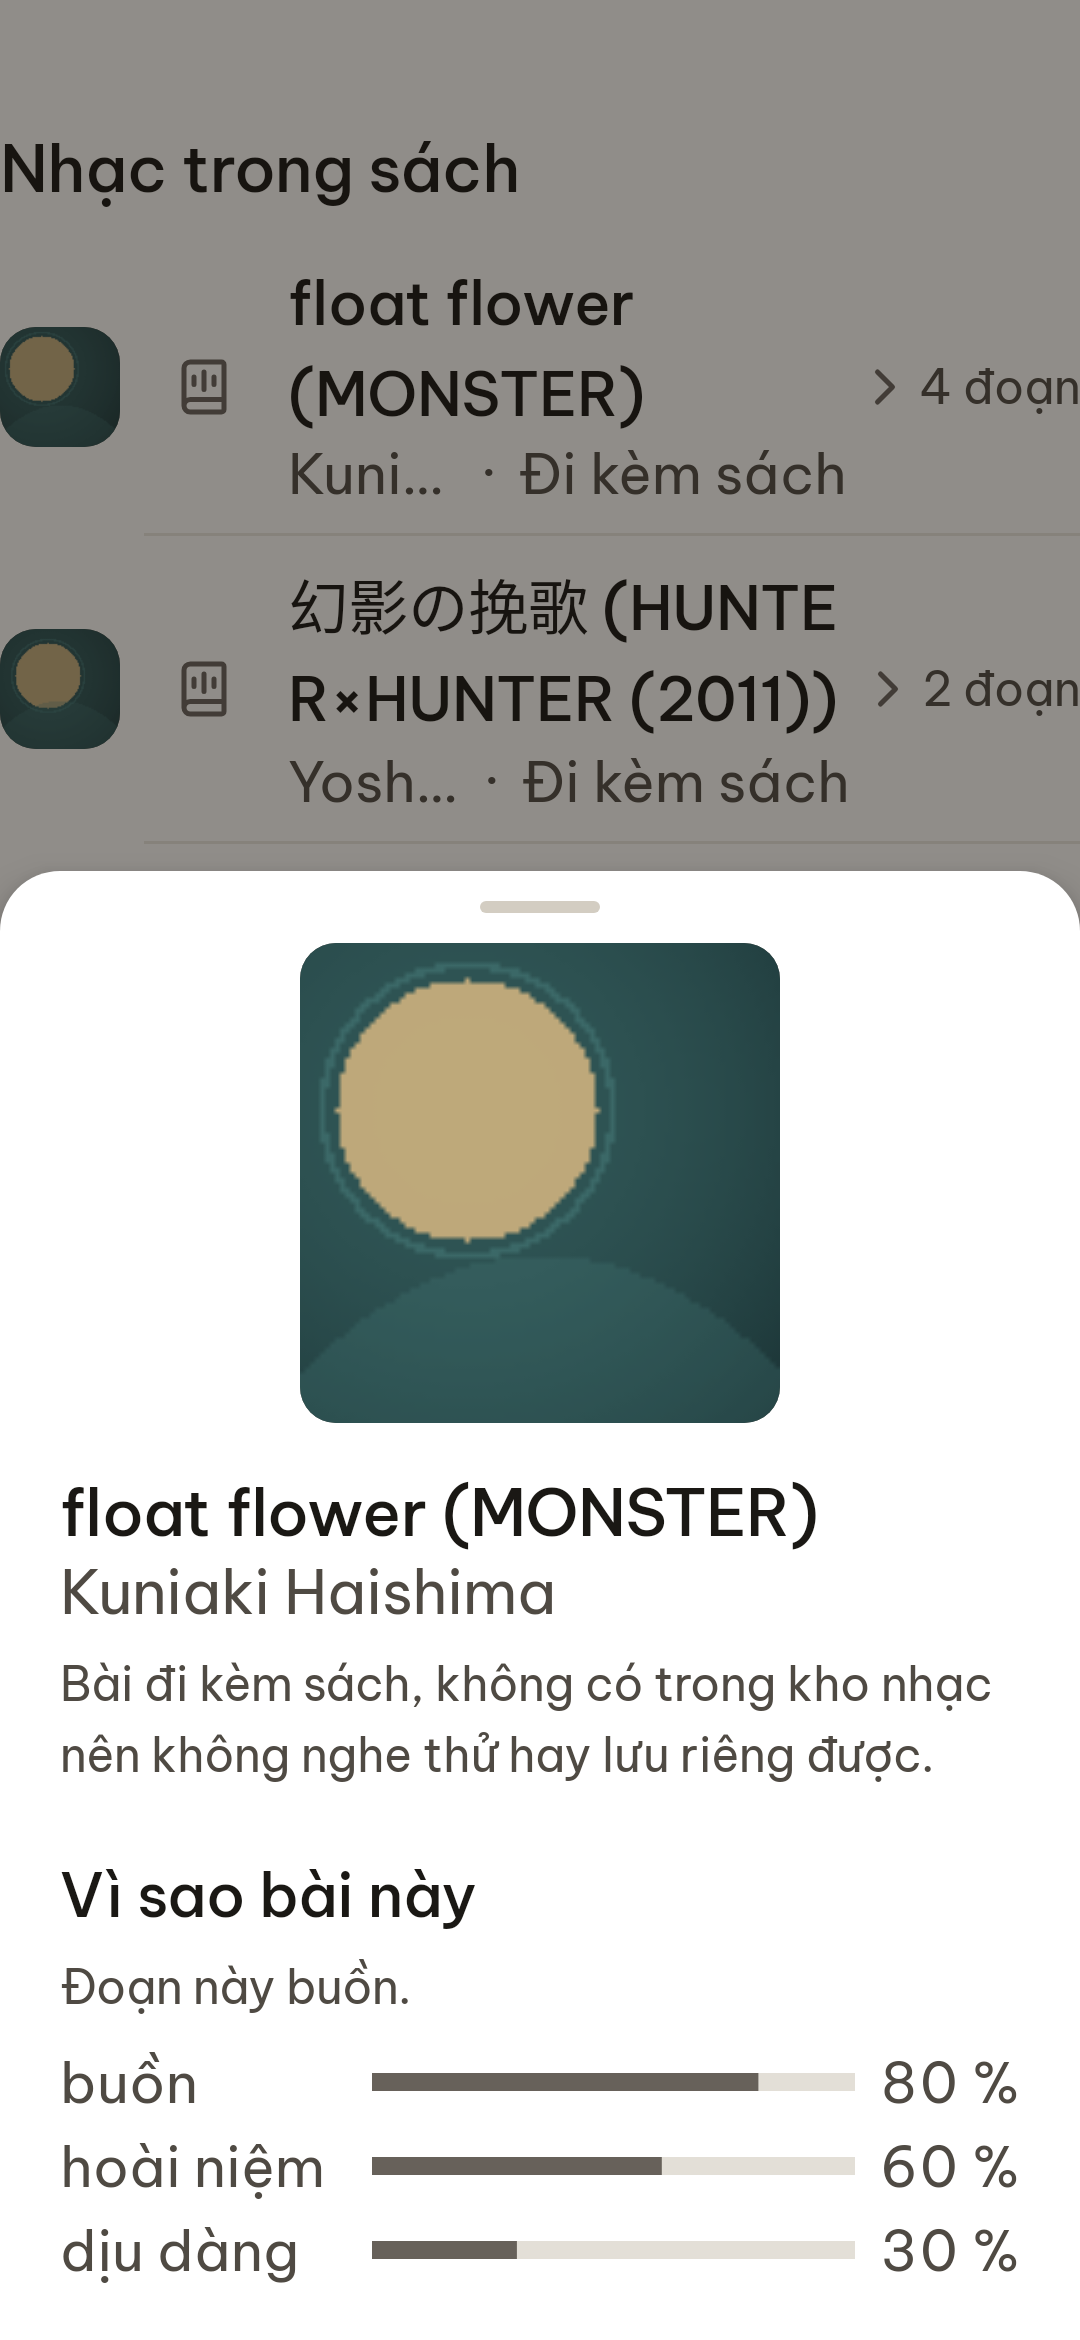 Nhạc trong sách
float flower
(MONSTER)
4 đoạn
Kuni... · Đi kèm sách
幻影の挽歌 (HUNTE
R×HUNTER (2011))
2 đoạn
Yosh... · Đi kèm sách
float flower (MONSTER)
Kuniaki Haishima
Bài đi kèm sách, không có trong kho nhạc
nên không nghe thử hay lưu riêng được.
Vì sao bài này
Đoạn này buồn.
buồn 80 %
hoài niệm 60 %
dịu dàng 30 %